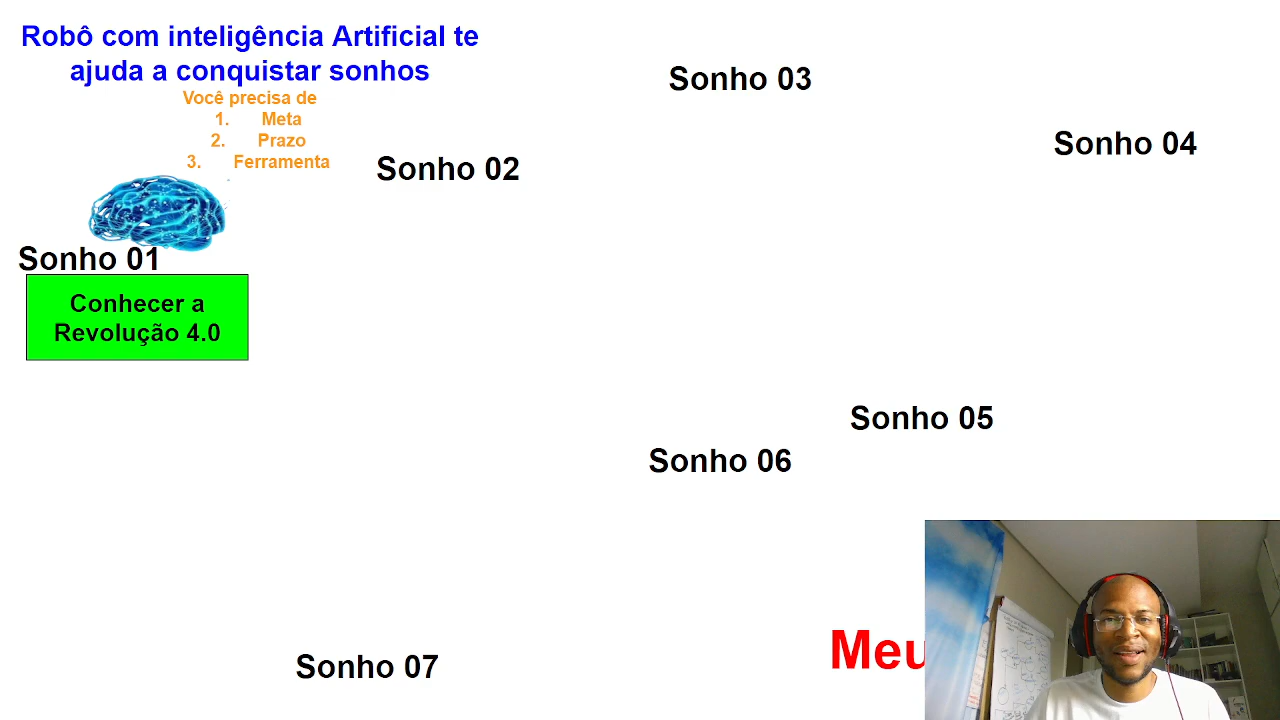 Robô com inteligência Artificial te
ajuda a conquistar sonhos
Você precisa de
1. Meta
2. Prazo
3. Ferramenta
Sonho 03
Sonho 04
Sonho 02
Sonho 01
Conhecer a
Revolução 4.0
Sonho 05
Sonho 06
Meu
Sonho 07